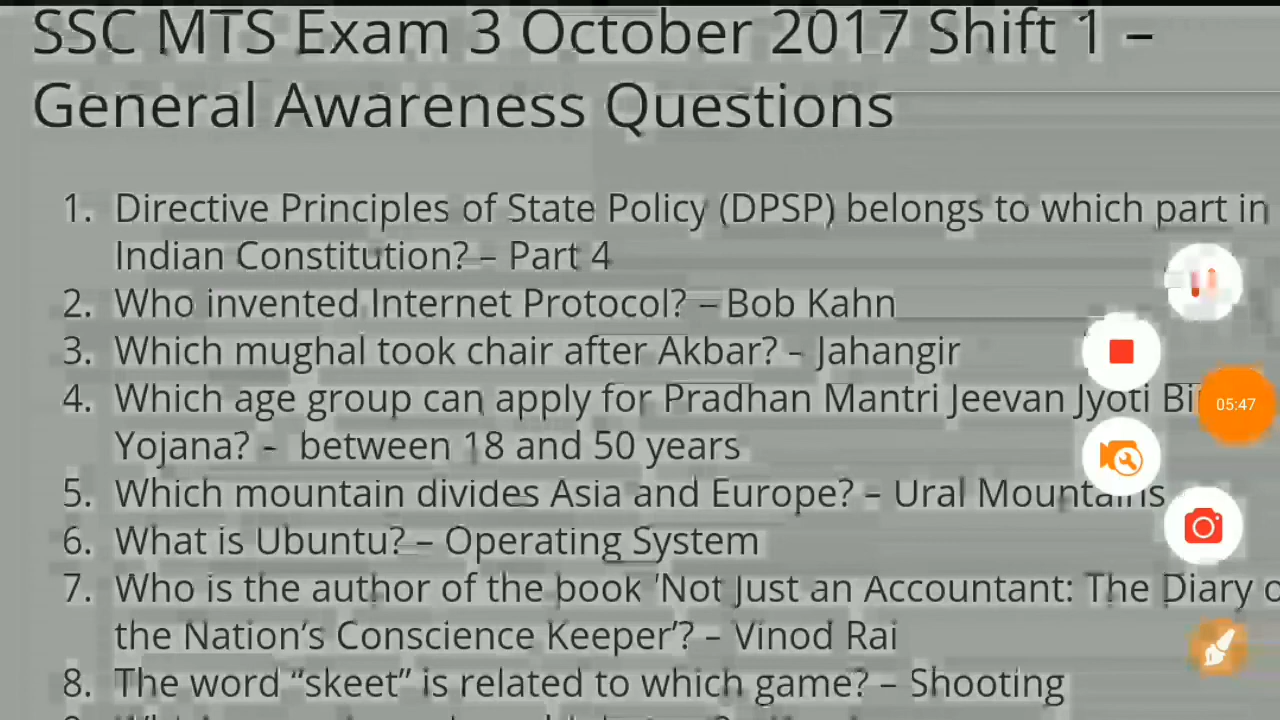 SSC MTS Exam 3 October 2017 Shift 1 –
General Awareness Questions
1. Directive Principles of State Policy (DPSP) belongs to which part in
Indian Constitution? – Part 4
2. Who invented Internet Protocol? – Bob Kahn
3. Which mughal took chair after Akbar? – Jahangir
4. Which age group can apply for Pradhan Mantri Jeevan Jyoti
Yojana? – between 18 and 50 years
05:47
5. Which mountain divides Asia and Europe? – Ural Mountains
6. What is Ubuntu? – Operating System
7. Who is the author of the book ‘Not Just an Accountant: The Diary
the Nation’s Conscience Keeper’? – Vinod Rai
8. The word “skeet” is related to which game? – Shooting